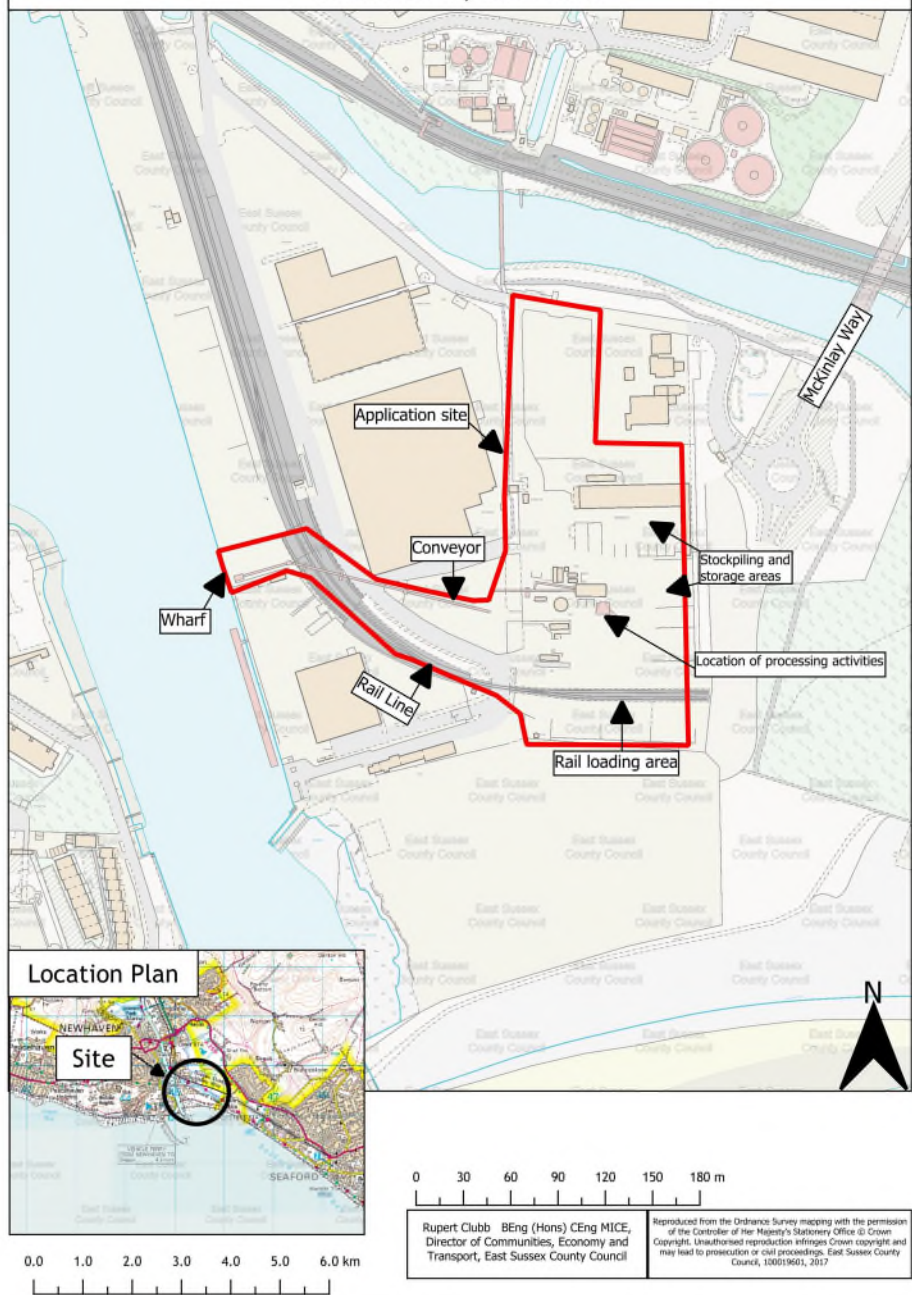 McKinlay Way
Application site
Conveyor
Stockpiling and
storage areas
Wharf
Location of processing activities
Rail Line
Rail loading area
Location Plan
NEWHAVEN
Site
SEAFORD
N
0 30 60 90 120 150 180 m
Rupert Clubb BEng (Hons) CEng MICE,
Director of Communities, Economy and
Transport, East Sussex County Council
Reproduced from the Ordnance Survey mapping with the permission
of the Controller of Her Majesty's Stationery Office © Crown
Copyright. Unauthorised reproduction infringes Crown copyright and
may lead to prosecution or civil proceedings. East Sussex County
Council, 100019601, 2017
0.0 1.0 2.0 3.0 4.0 5.0 6.0 km
East Sussex
County Council